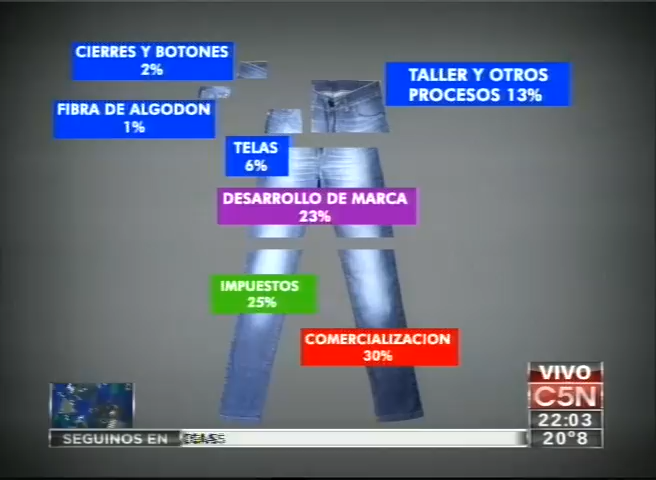 CIERRES Y BOTONES
2%
TALLER Y OTROS
PROCESOS 13%
FIBRA DE ALGODON
1%
TELAS
6%
DESARROLLO DE MARCA
23%
IMPUESTOS
25%
COMERCIALIZACION
30%
VIVO
C5N
22:03
20°8
SEGUINOS EN